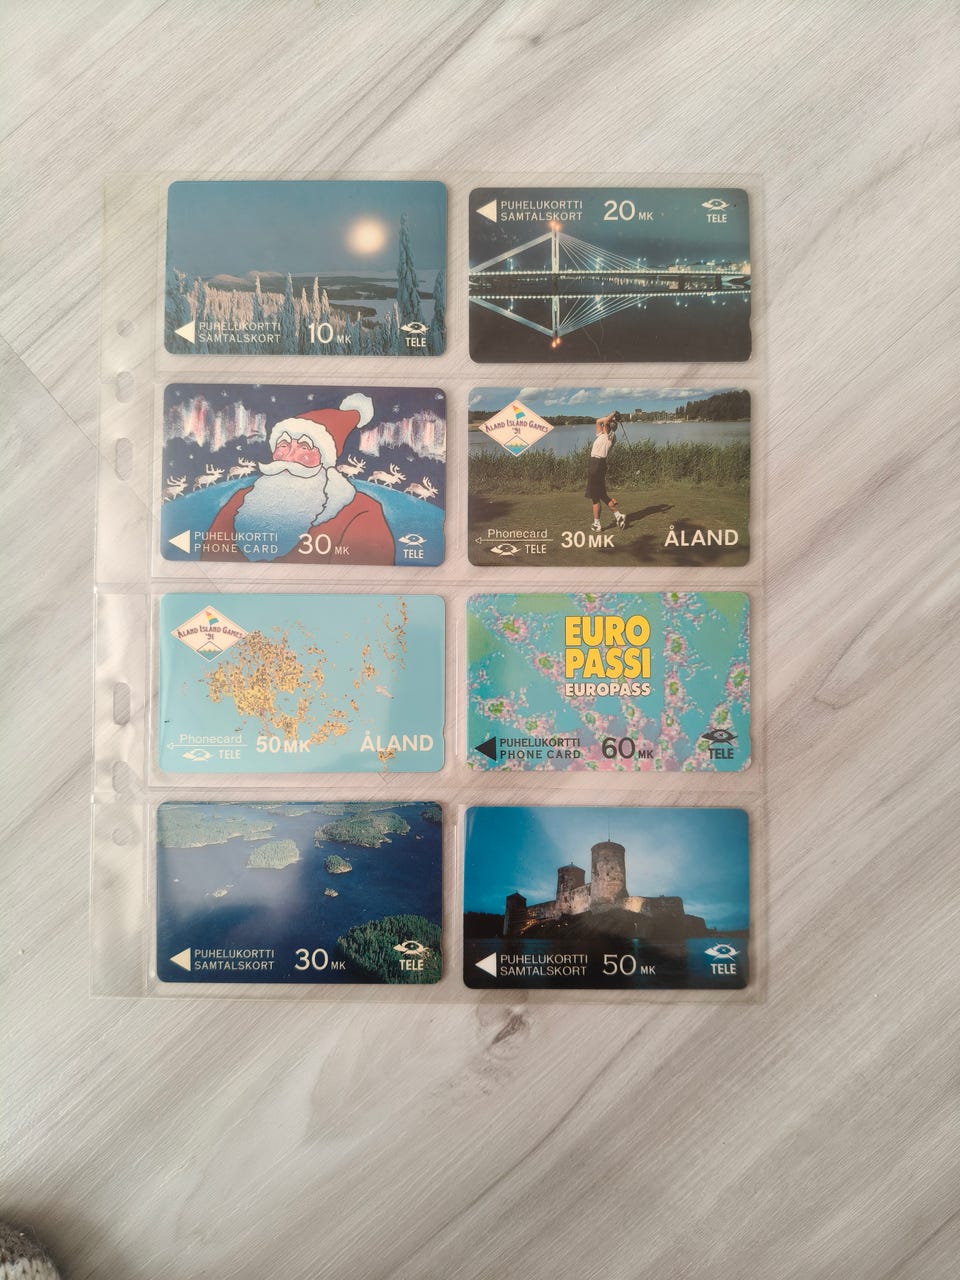 PUHELUKORTTI
SAMTALSKORT
10 MK
TELE
PUHELUKORTTI
SAMTALSKORT
20 MK
TELE
PUHELUKORTTI
PHONE CARD
30 MK
TELE
ÅLAND ISLAND GAMES
'91
Phonecard
TELE
30 MK
ÅLAND
ÅLAND ISLAND GAMES
'91
Phonecard
TELE
50 MK
ÅLAND
EURO
PASSI
EUROPASS
PUHELUKORTTI
PHONE CARD
60 MK
TELE
PUHELUKORTTI
SAMTALSKORT
30 MK
TELE
PUHELUKORTTI
SAMTALSKORT
50 MK
TELE